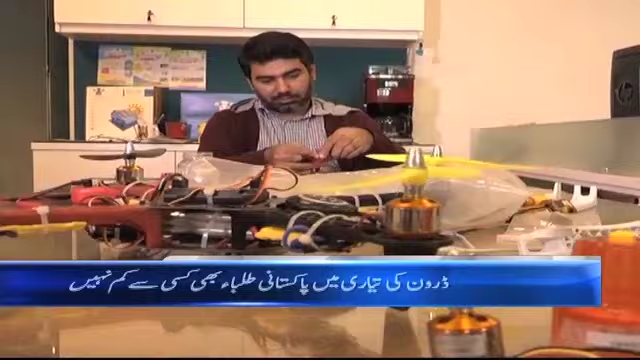 ڈرون کی تیاری میں پاکستانی طلباء بھی کسی سے کم نہیں